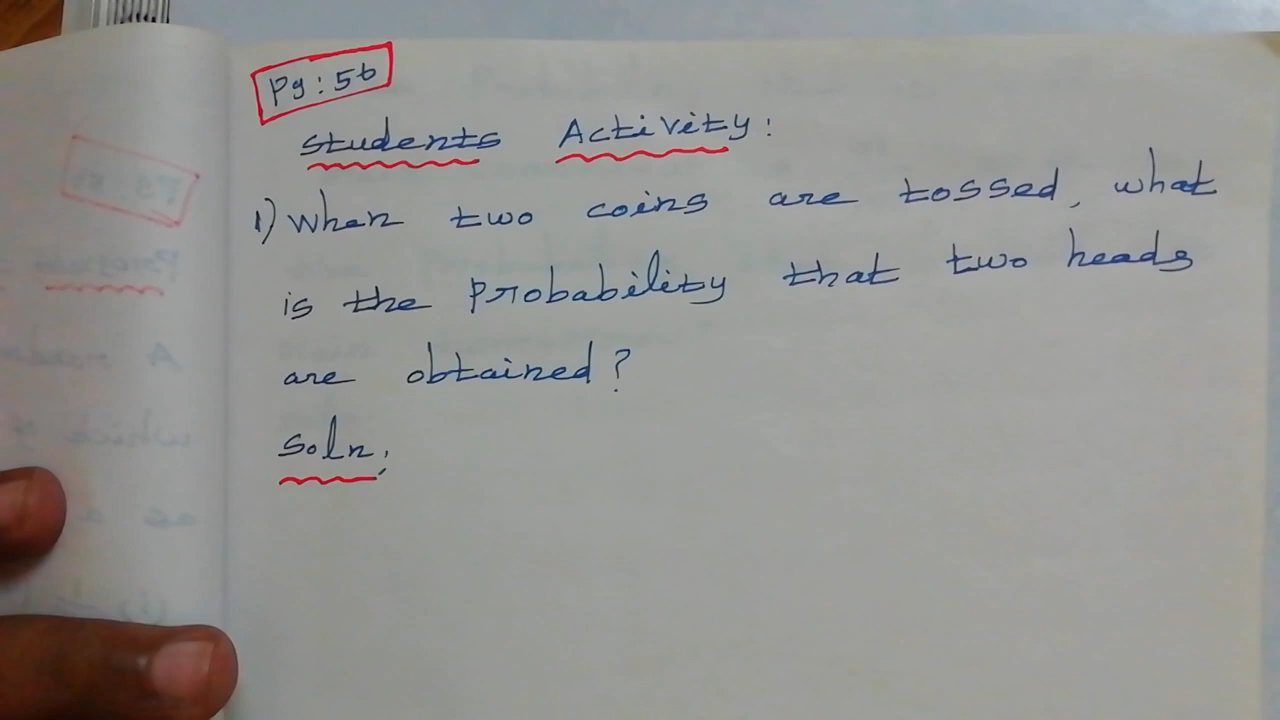 Pg: 56
Students Activity:
1) When two coins are tossed, what
is the probability that two heads
are obtained?
Soln;